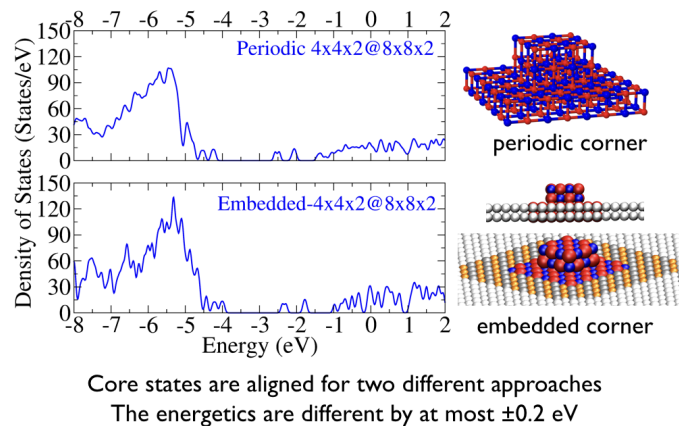 -8 -7 -6 -5 -4 -3 -2 -1 0 1 2
150
120
90
60
30
0
Periodic 4x4x2@8x8x2
periodic corner
Density of States (States/eV)
150
120
90
60
30
0
Embedded-4x4x2@8x8x2
-8 -7 -6 -5 -4 -3 -2 -1 0 1 2
Energy (eV)
embedded corner
Core states are aligned for two different approaches
The energetics are different by at most ±0.2 eV